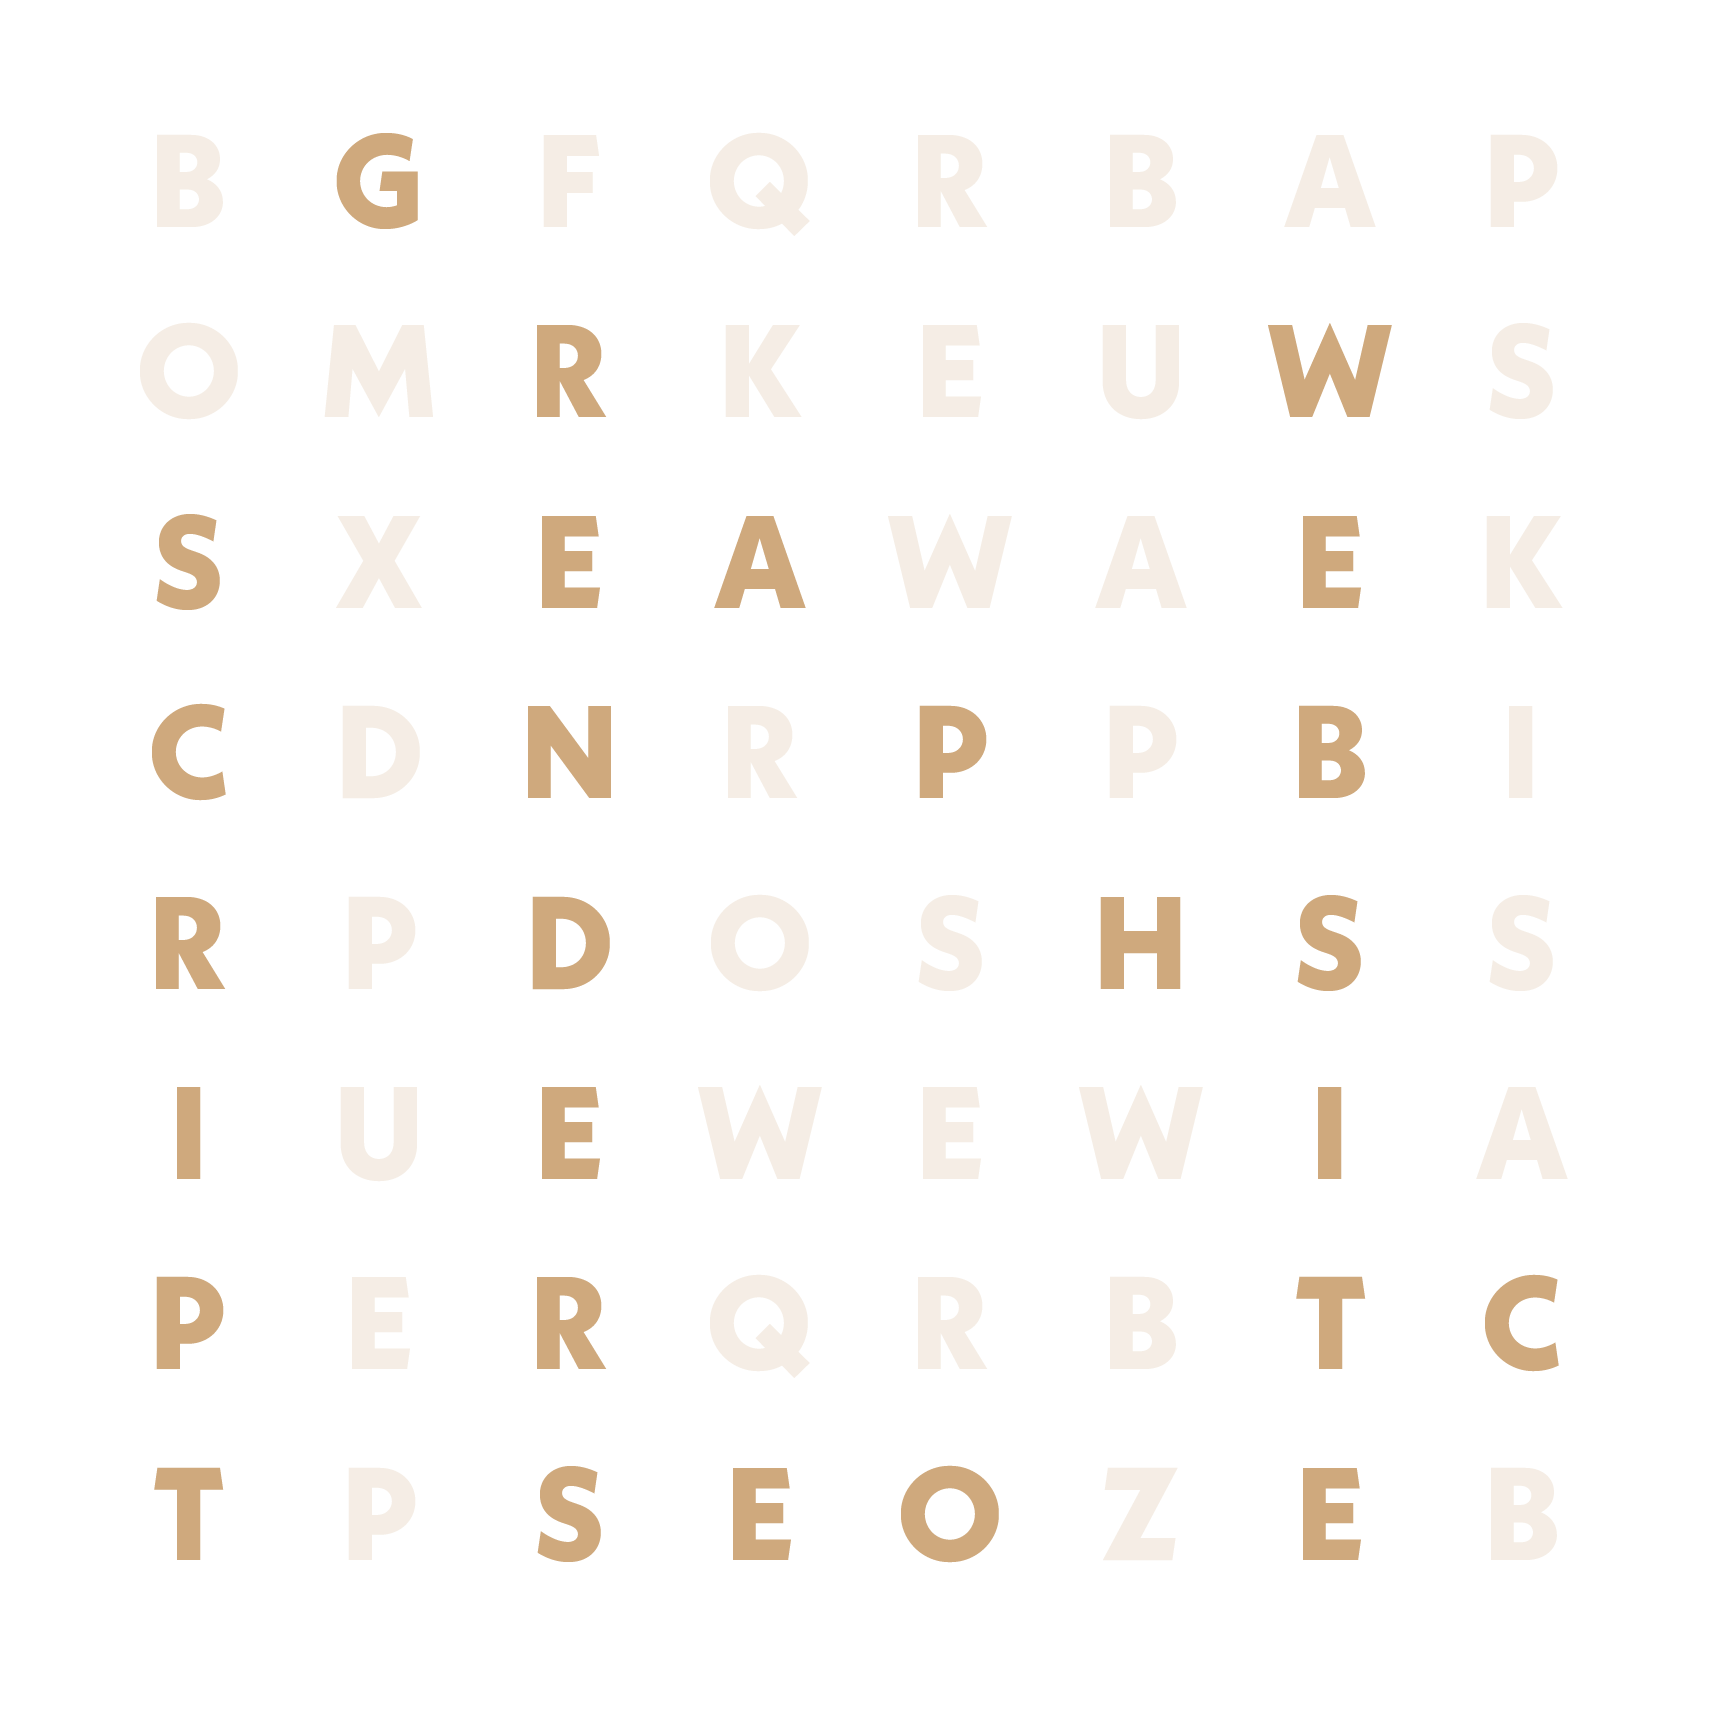 B G F Q R B A P
O M R K E U W S
S X E A W A E K
C D N R P P B I
R P D O S H S S
I U E W E W I A
P E R Q R B T C
T P S E O Z E B